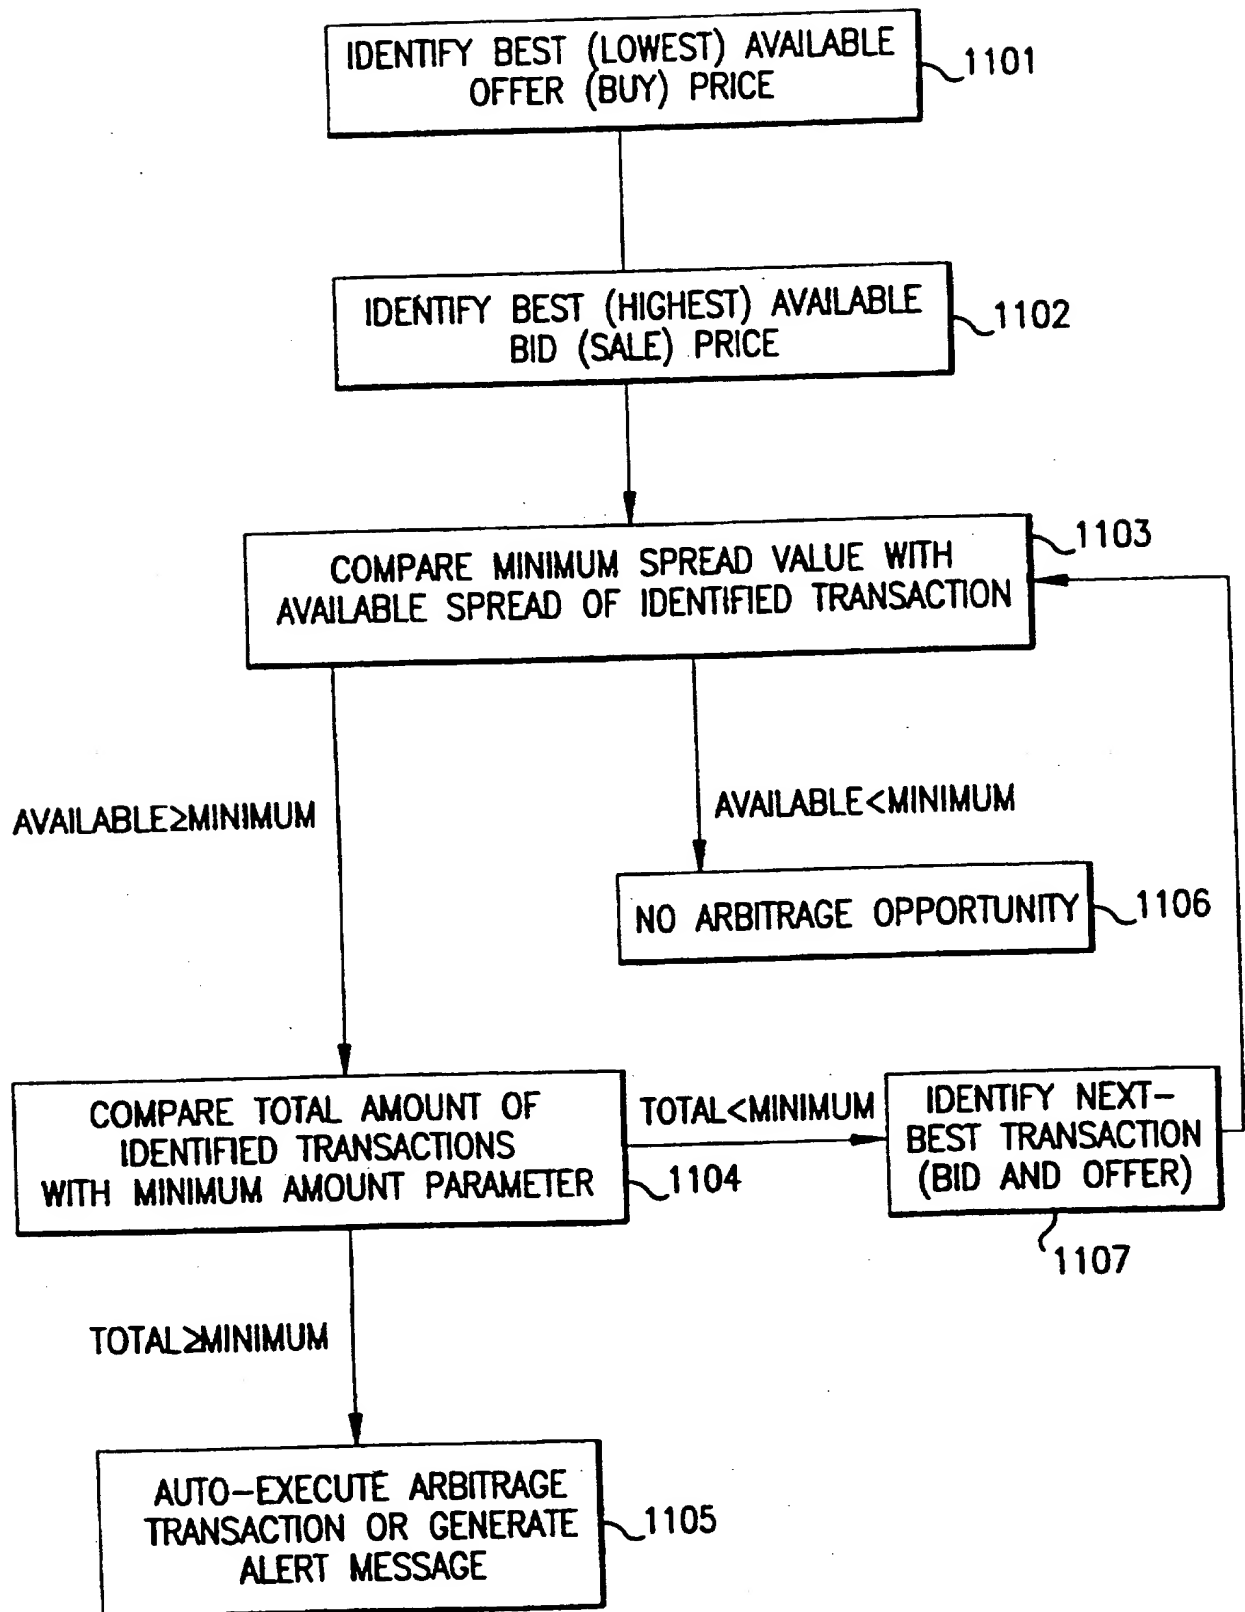 IDENTIFY BEST (LOWEST) AVAILABLE
OFFER (BUY) PRICE
1101
IDENTIFY BEST (HIGHEST) AVAILABLE
BID (SALE) PRICE
1102
COMPARE MINIMUM SPREAD VALUE WITH
AVAILABLE SPREAD OF IDENTIFIED TRANSACTION
1103
AVAILABLE≥MINIMUM
AVAILABLE<MINIMUM
NO ARBITRAGE OPPORTUNITY
1106
COMPARE TOTAL AMOUNT OF
IDENTIFIED TRANSACTIONS
WITH MINIMUM AMOUNT PARAMETER
1104
TOTAL<MINIMUM
IDENTIFY NEXT-
BEST TRANSACTION
(BID AND OFFER)
1107
TOTAL≥MINIMUM
AUTO-EXECUTE ARBITRAGE
TRANSACTION OR GENERATE
ALERT MESSAGE
1105